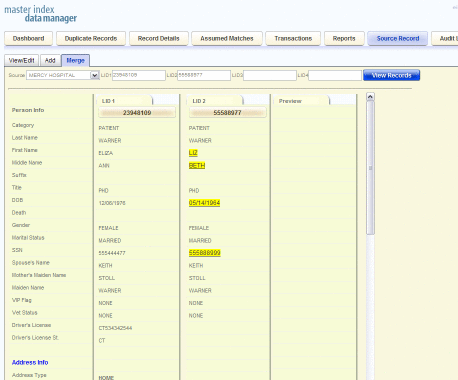 master index
data manager
Dashboard Duplicate Records Record Details Assumed Matches Transactions Reports Source Record Audit L
View/Edit Add Merge
Source MERCY HOSPITAL LID1 23948109 LID2 55588977 LID3 LID4 View Records
LID 1 LID 2 Preview
Person Info 23948109 55588977
Category PATIENT PATIENT
Last Name WARNER WARNER
First Name ELIZA LIZ
Middle Name ANN BETH
Suffix
Title PHD PHD
DOB 12/08/1976 05/14/1964
Death
Gender FEMALE FEMALE
Marital Status MARRIED MARRIED
SSN 555444477 555888999
Spouse's Name KEITH KEITH
Mother's Maiden Name STOLL STOLL
Maiden Name WARNER WARNER
VIP Flag NONE NONE
Vet Status NONE NONE
Driver's License CT534342544
Driver's License St. CT
Address Info
Address Type HOME